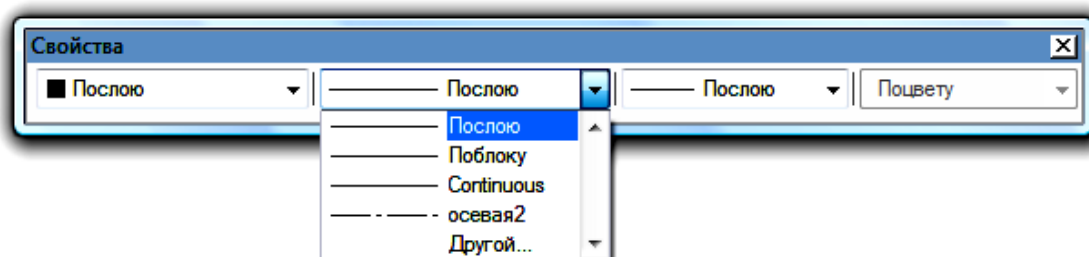 Свойства
Послою Послою Послою Поцвету
Послою
Поблоку
Continuous
осевая2
Другой...